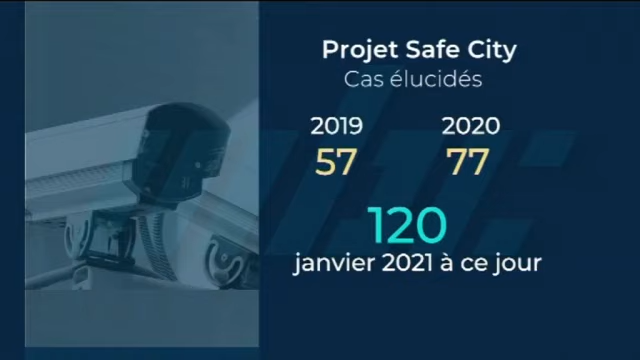 Projet Safe City
Cas élucidés
2019 2020
57 77
120
janvier 2021 à ce jour